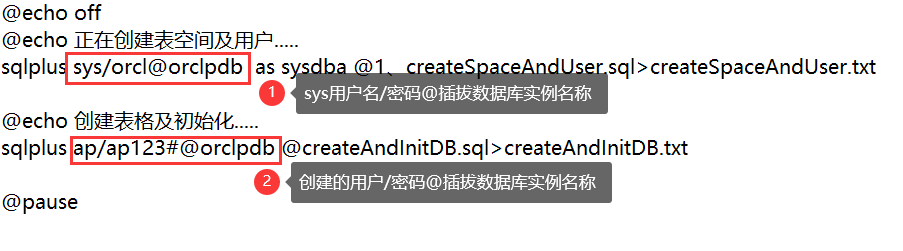 @echo off
@echo 正在创建表空间及用户.....
sqlplus sys/orcl@orclpdb as sysdba @1、createSpaceAndUser.sql>createSpaceAndUser.txt
1 sys用户名/密码@插拔数据库实例名称
@echo 创建表格及初始化.....
sqlplus ap/ap123#@orclpdb @createAndInitDB.sql>createAndInitDB.txt
2 创建的用户/密码@插拔数据库实例名称
@pause